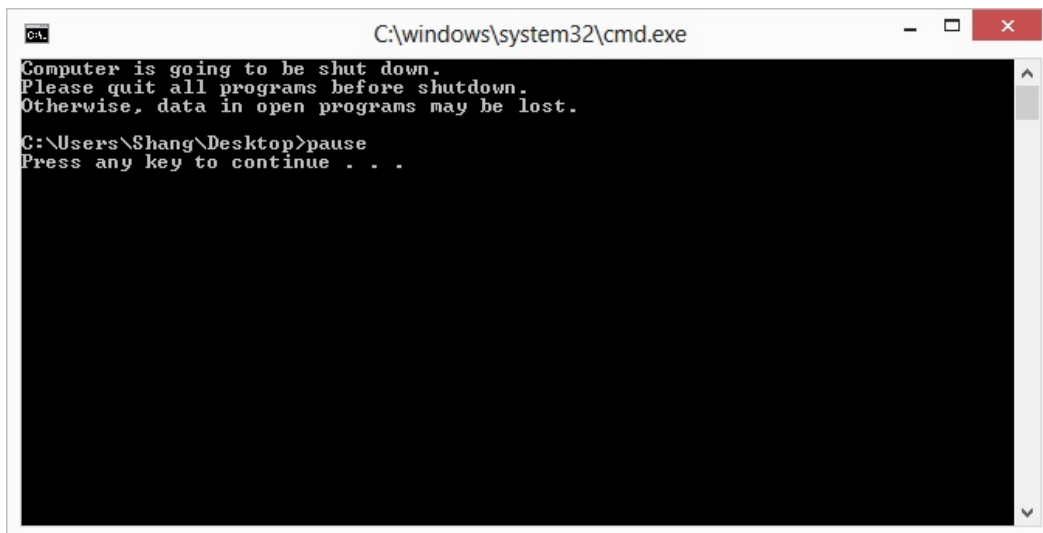 C:\windows\system32\cmd.exe
Computer is going to be shut down.
Please quit all programs before shutdown.
Otherwise, data in open programs may be lost.
C:\Users\Shang\Desktop>pause
Press any key to continue . . .